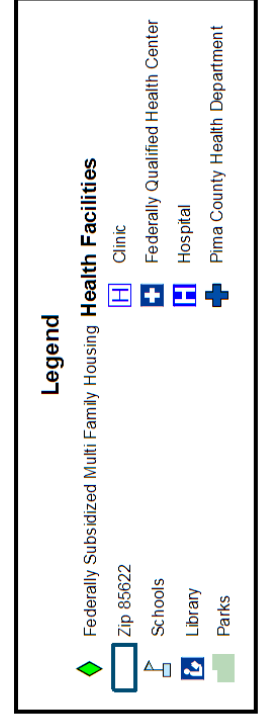 Legend
Federally Subsidized Multi Family Housing
Zip 85622
Schools
Library
Parks
Health Facilities
Clinic
Federally Qualified Health Center
Hospital
Pima County Health Department